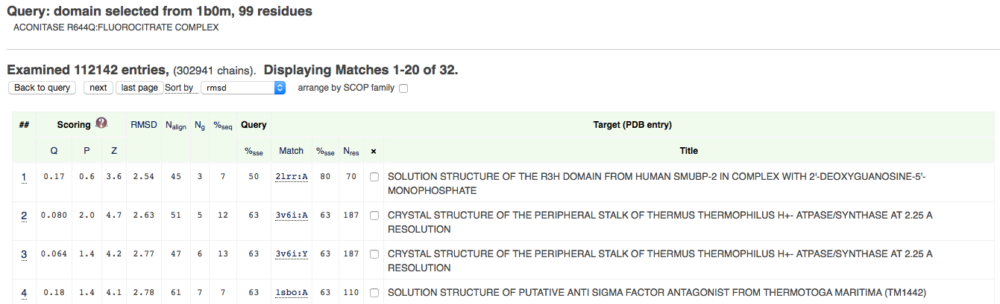 Query: domain selected from 1b0m, 99 residues
ACONITASE R644Q:FLUOROCITRATE COMPLEX
Examined 112142 entries, (302941 chains). Displaying Matches 1-20 of 32.
Back to query next last page Sort by rmsd arrange by SCOP family
## Scoring ? RMSD Nalign Ng %seq Query Target (PDB entry)
Q P Z %sse Match %sse Nres × Title
1 0.17 0.6 3.6 2.54 45 3 7 50 2lrr:A 80 70 SOLUTION STRUCTURE OF THE R3H DOMAIN FROM HUMAN SMUBP-2 IN COMPLEX WITH 2'-DEOXYGUANOSINE-5'-
MONOPHOSPHATE
2 0.080 2.0 4.7 2.63 51 5 12 63 3v6i:A 63 187 CRYSTAL STRUCTURE OF THE PERIPHERAL STALK OF THERMUS THERMOPHILUS H+- ATPASE/SYNTHASE AT 2.25 A
RESOLUTION
3 0.064 1.4 4.2 2.77 47 6 13 63 3v6i:Y 63 187 CRYSTAL STRUCTURE OF THE PERIPHERAL STALK OF THERMUS THERMOPHILUS H+- ATPASE/SYNTHASE AT 2.25 A
RESOLUTION
4 0.18 1.4 4.1 2.78 61 7 7 63 1sbo:A 63 110 SOLUTION STRUCTURE OF PUTATIVE ANTI SIGMA FACTOR ANTAGONIST FROM THERMOTOGA MARITIMA (TM1442)